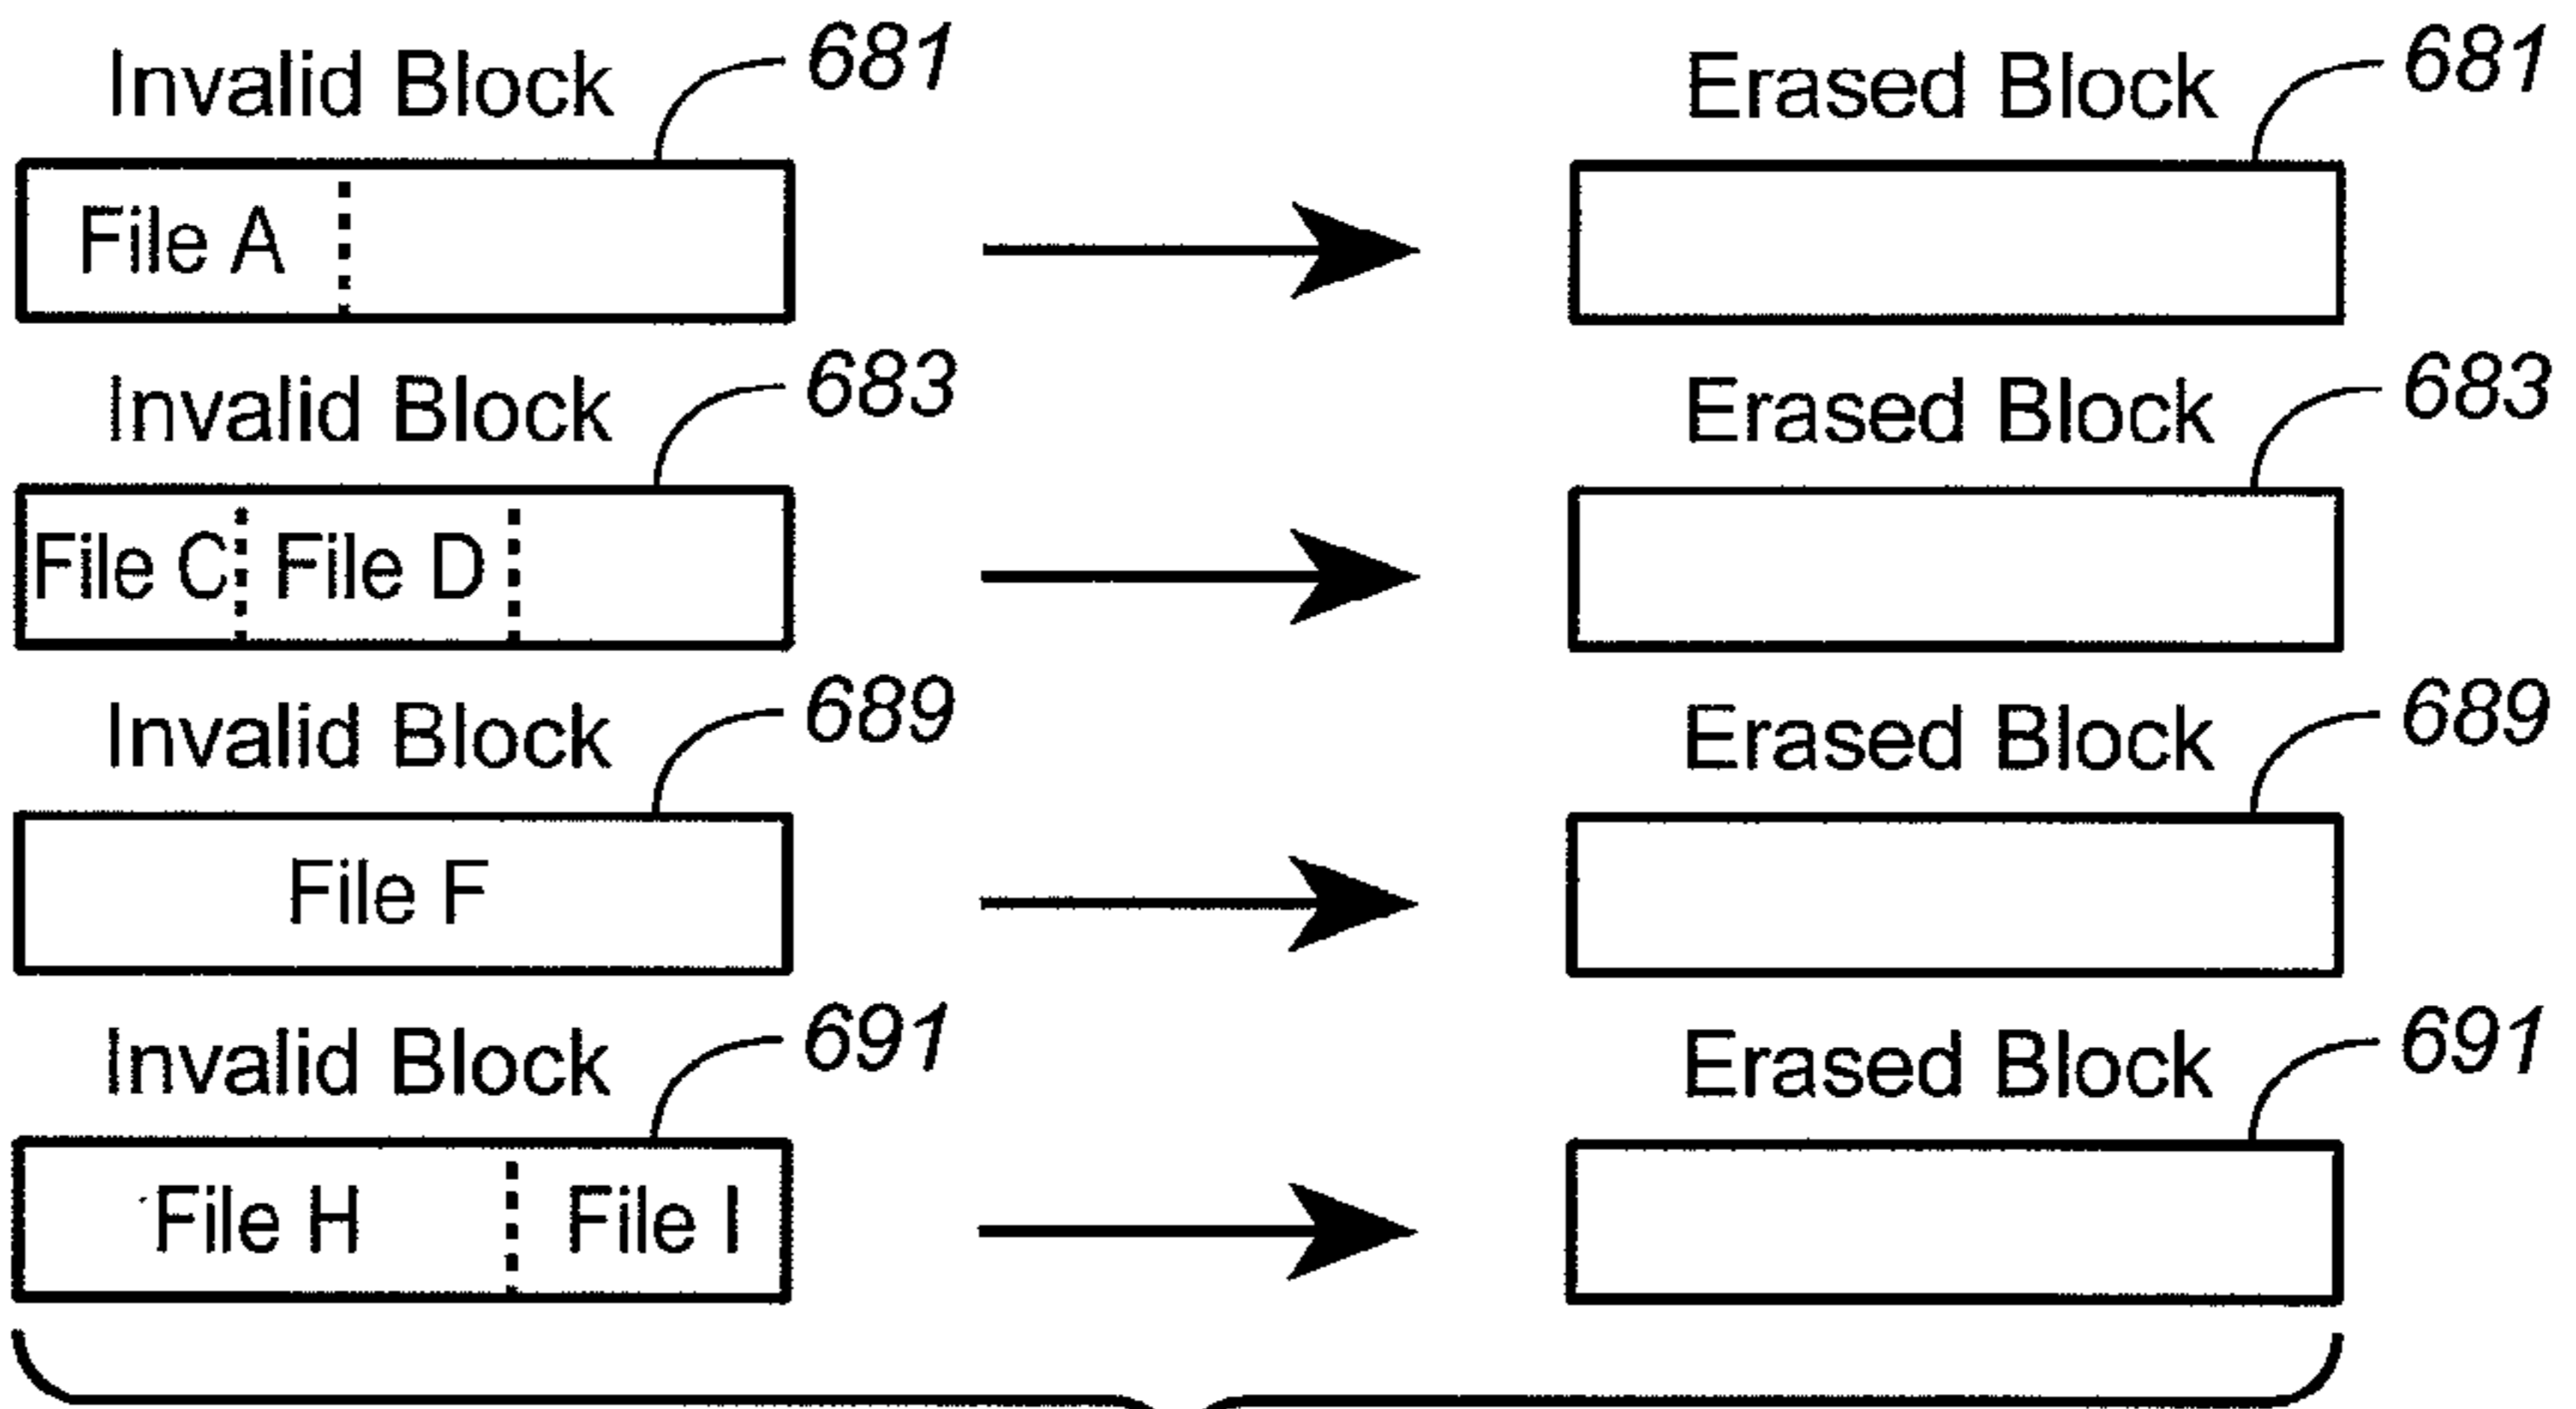 Invalid Block 681 Erased Block 681
File A
Invalid Block 683 Erased Block 683
File C File D
Invalid Block 689 Erased Block 689
File F
Invalid Block 691 Erased Block 691
File H File I